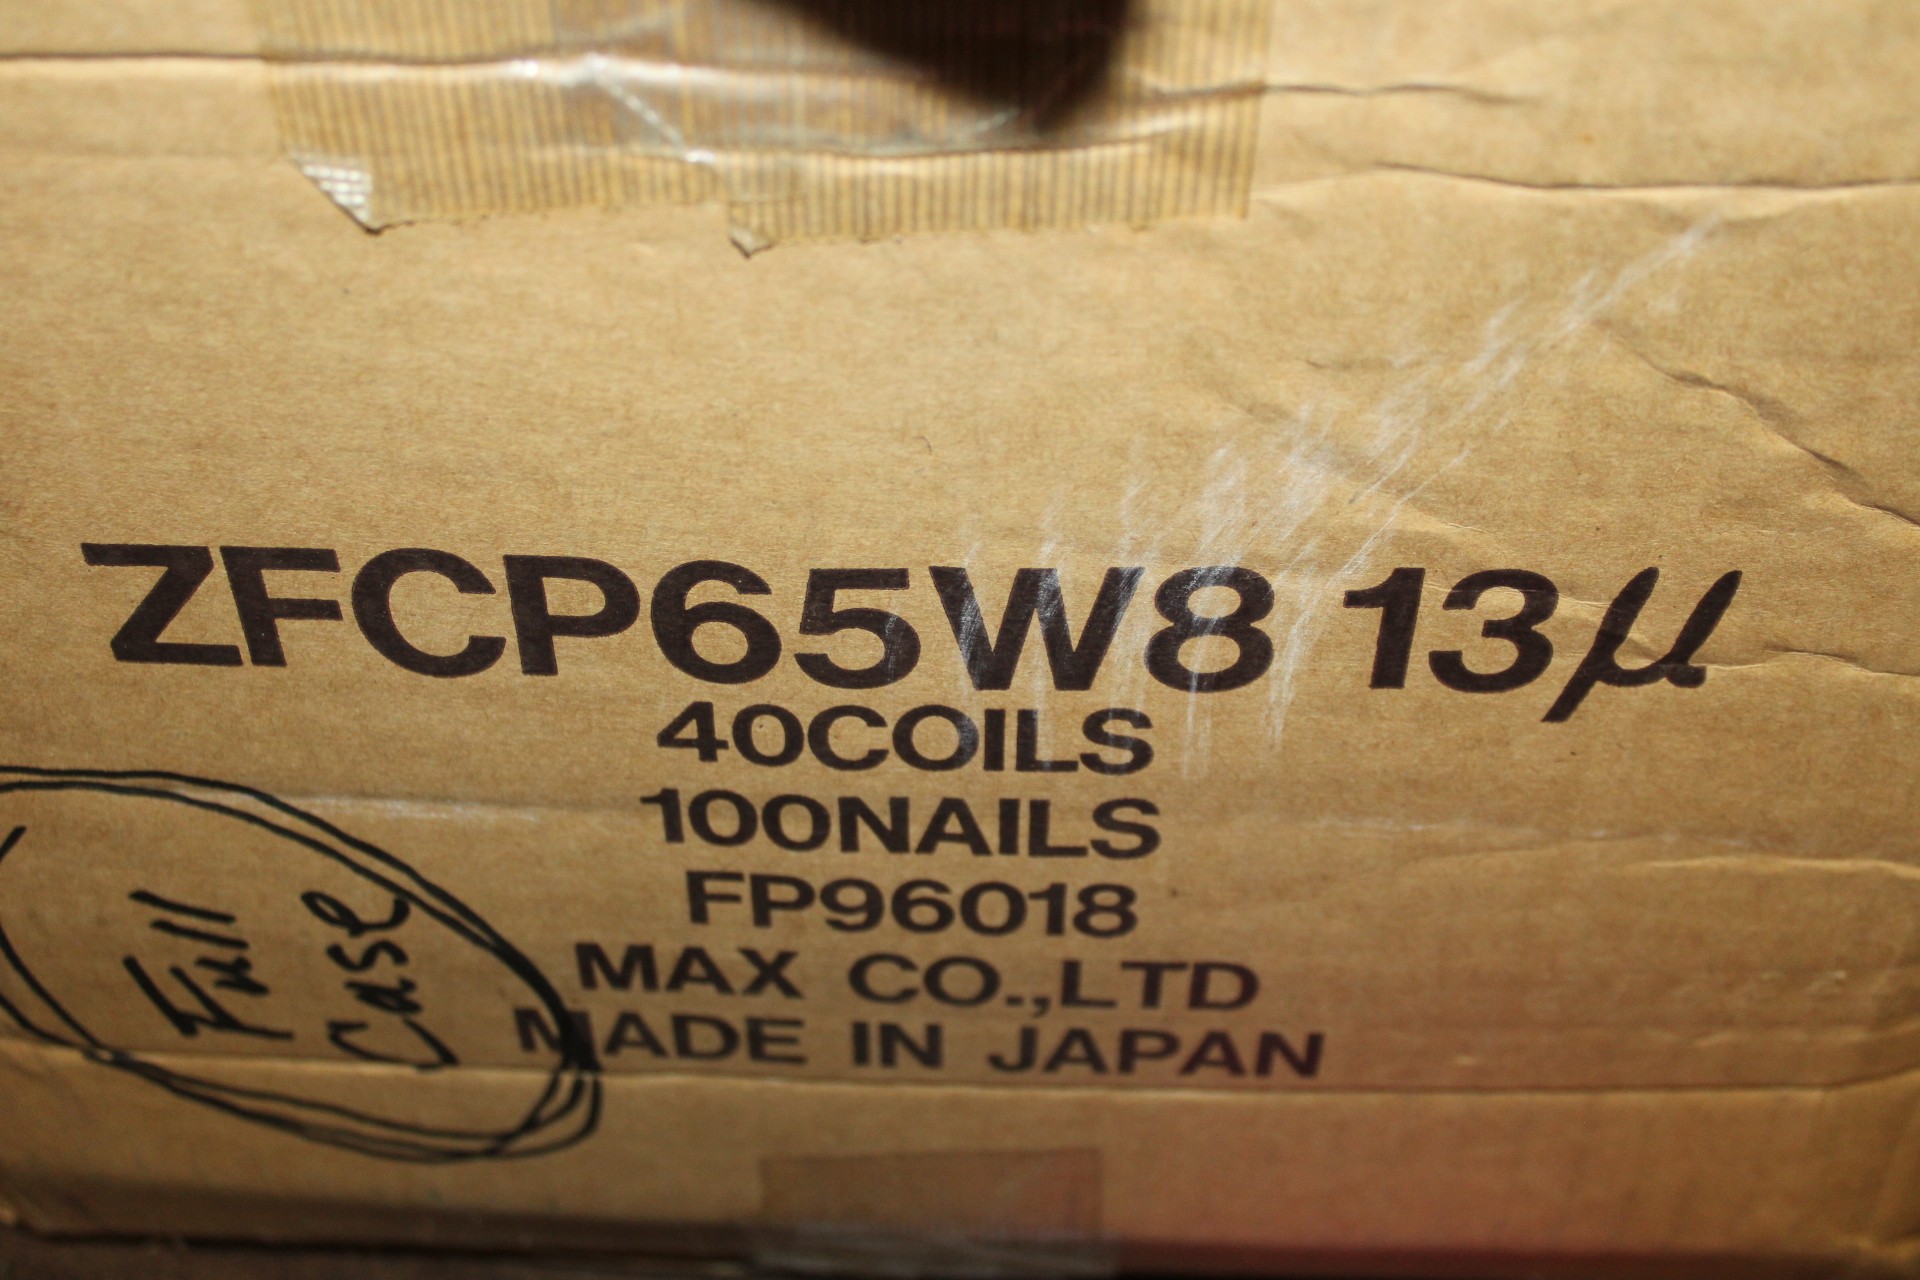 ZFCP65W8 13μ
40COILS
100NAILS
FP96018
MAX CO.,LTD
MADE IN JAPAN
Full
Case